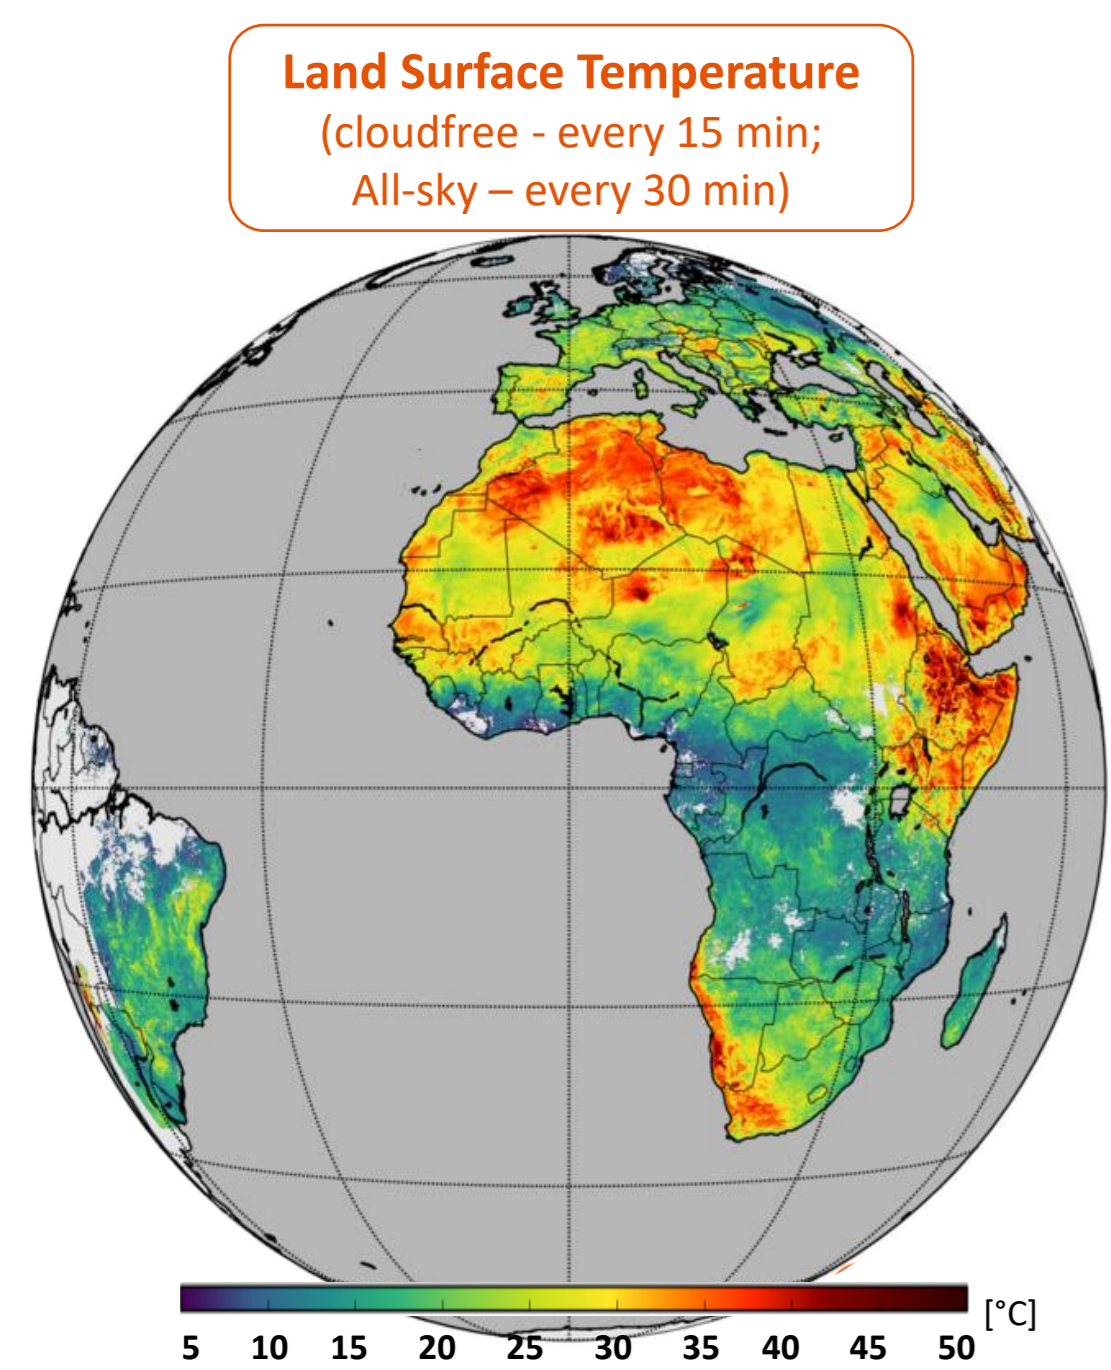 Land Surface Temperature
(cloudfree - every 15 min;
All-sky – every 30 min)
[°C]
5 10 15 20 25 30 35 40 45 50